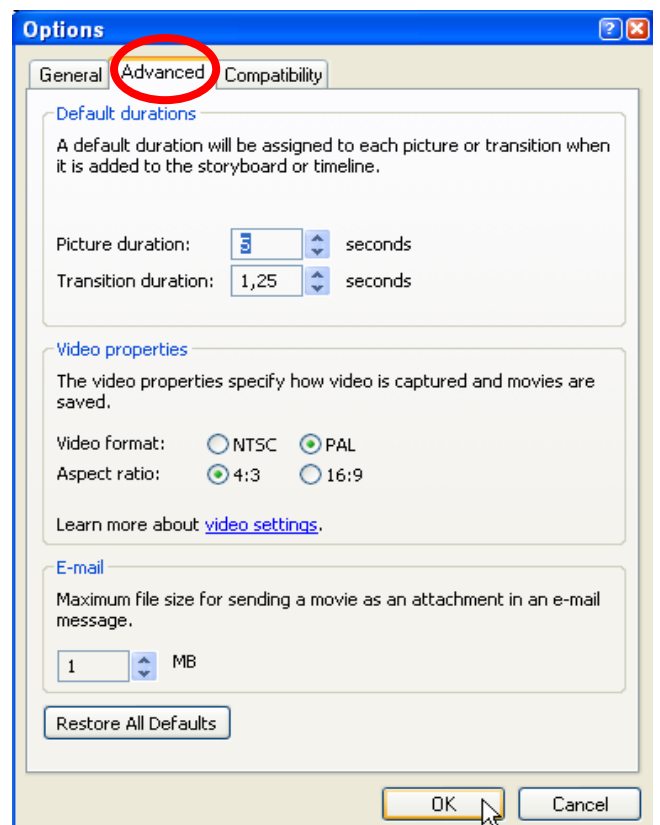 Options
General Advanced Compatibility
Default durations
A default duration will be assigned to each picture or transition when
it is added to the storyboard or timeline.
Picture duration: 5 seconds
Transition duration: 1,25 seconds
Video properties
The video properties specify how video is captured and movies are
saved.
Video format: NTSC PAL
Aspect ratio: 4:3 16:9
Learn more about video settings.
E-mail
Maximum file size for sending a movie as an attachment in an e-mail
message.
1 MB
Restore All Defaults
OK Cancel